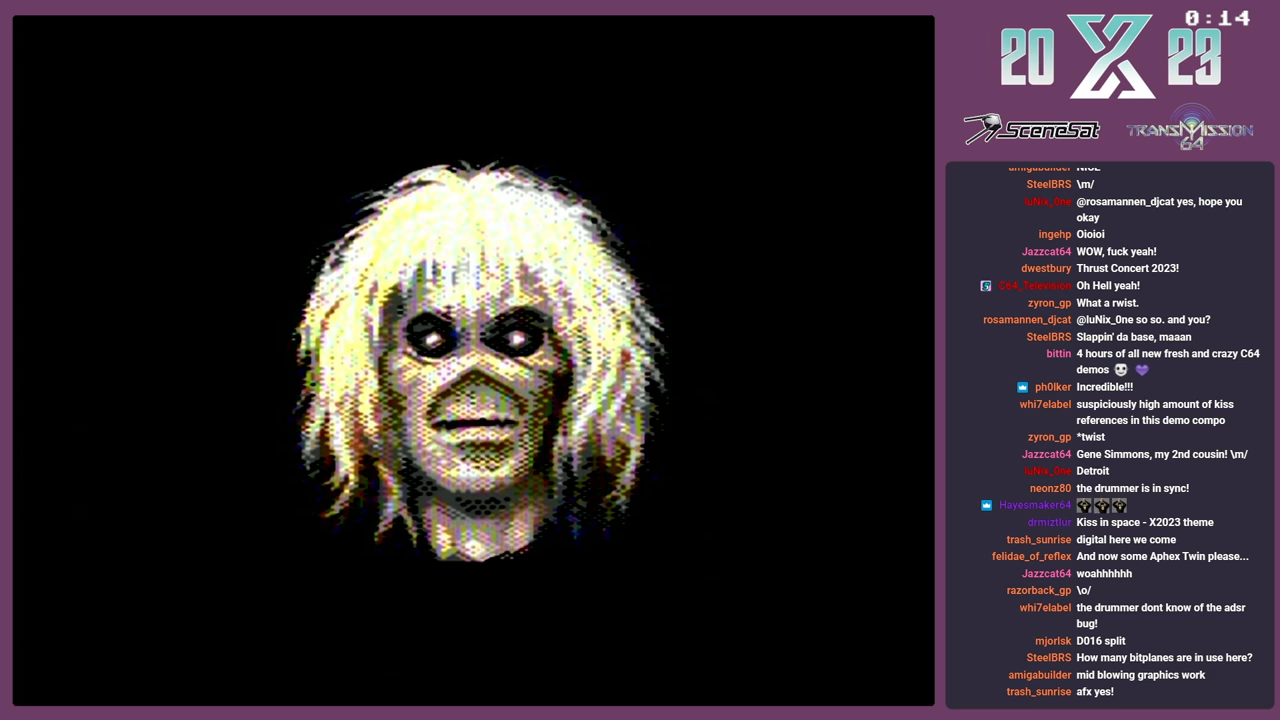 0:14
20 X 23
SceneSat
TRANSMISSION
64
amigabuilder NICE
SteelBRS \m/
luNix_0ne @rosamannen_djcat yes, hope you
okay
ingehp Oioioi
Jazzcat64 WOW, fuck yeah!
dwestbury Thrust Concert 2023!
C64_Television Oh Hell yeah!
zyron_gp What a rwist.
rosamannen_djcat @luNix_0ne so so. and you?
SteelBRS Slappin' da base, maaan
bittin 4 hours of all new fresh and crazy C64
demos
ph0lker Incredible!!!
whi7elabel suspiciously high amount of kiss
references in this demo compo
zyron_gp *twist
Jazzcat64 Gene Simmons, my 2nd cousin! \m/
luNix_0ne Detroit
neonz80 the drummer is in sync!
Hayesmaker64
drmiztlur Kiss in space - X2023 theme
trash_sunrise digital here we come
felidae_of_reflex And now some Aphex Twin please...
Jazzcat64 woahhhhhh
razorback_gp \o/
whi7elabel the drummer dont know of the adsr
bug!
mjorlsk D016 split
SteelBRS How many bitplanes are in use here?
amigabuilder mid blowing graphics work
trash_sunrise afx yes!